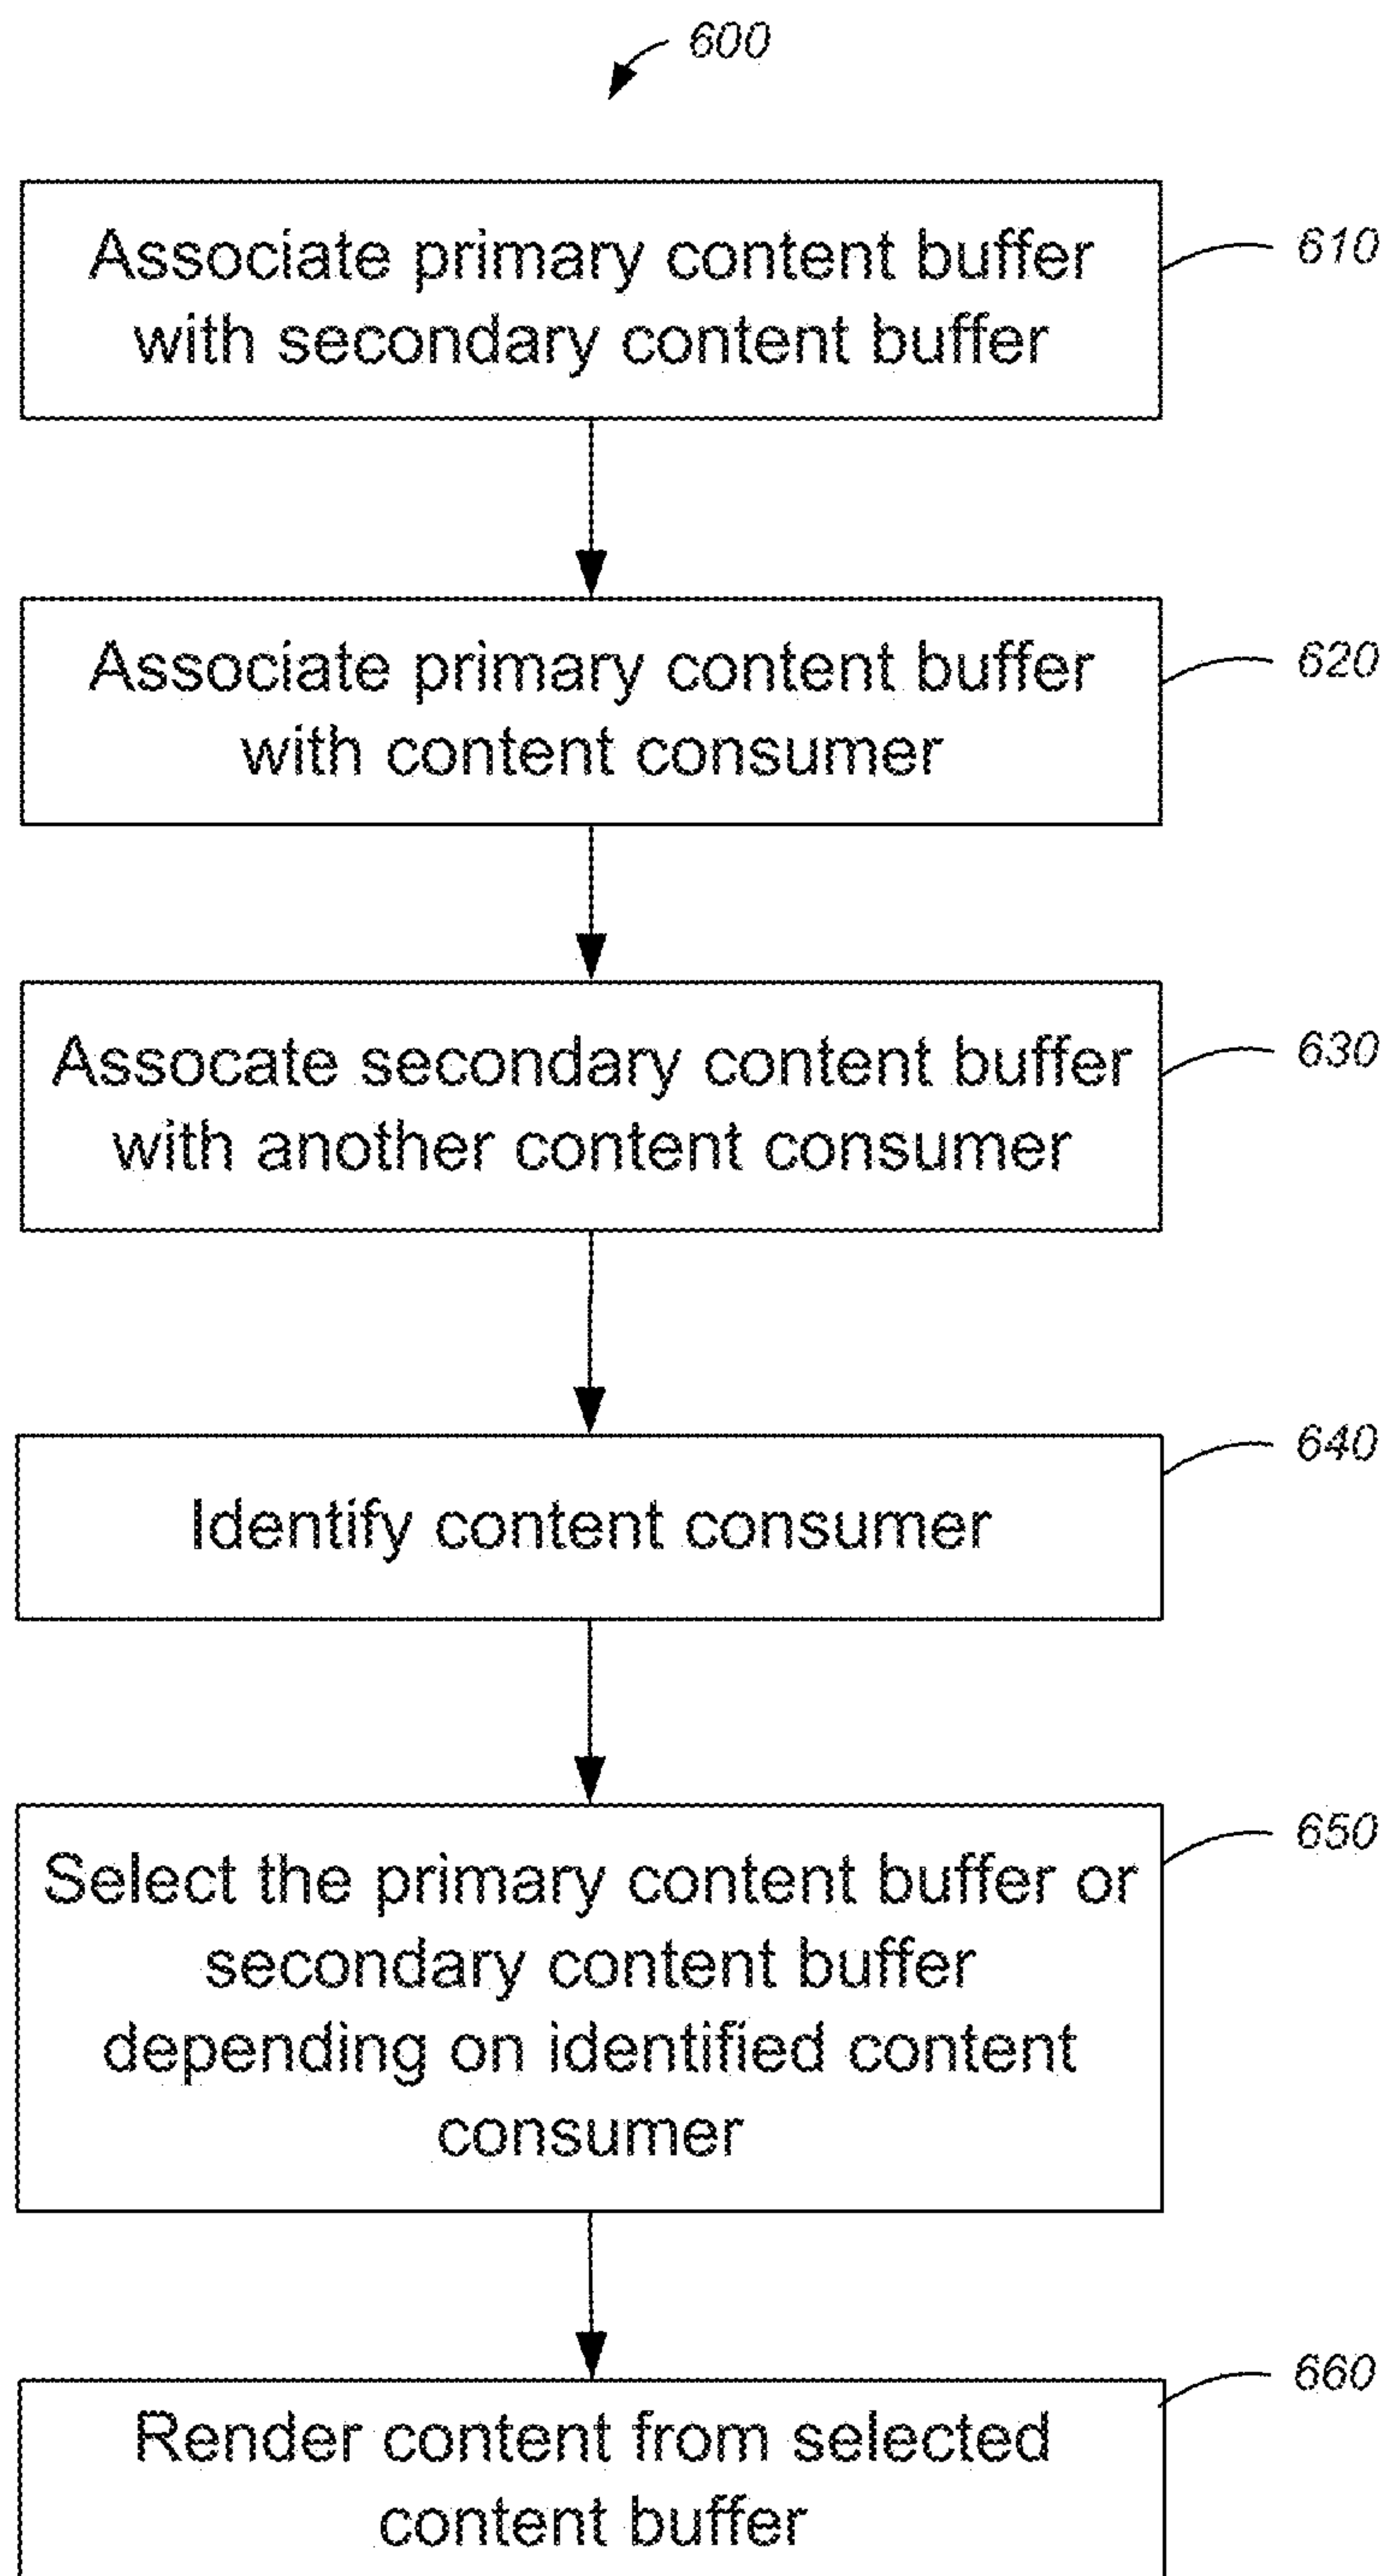 600
Associate primary content buffer
with secondary content buffer
610
Associate primary content buffer
with content consumer
620
Assocate secondary content buffer
with another content consumer
630
Identify content consumer
640
Select the primary content buffer or
secondary content buffer
depending on identified content
consumer
650
Render content from selected
content buffer
660